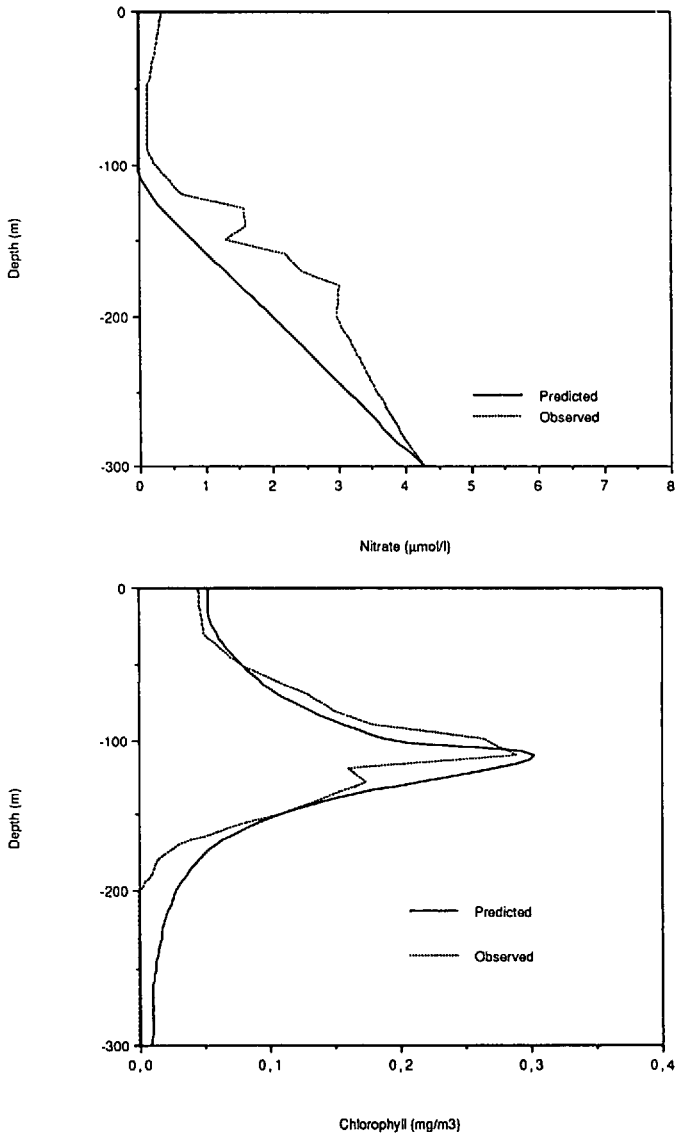 0
-100
-200
-300
Depth (m)
Predicted
Observed
0 1 2 3 4 5 6 7 8
Nitrate (µmol/l)
0
-100
-200
-300
Depth (m)
Predicted
Observed
0,0 0,1 0,2 0,3 0,4
Chlorophyll (mg/m3)